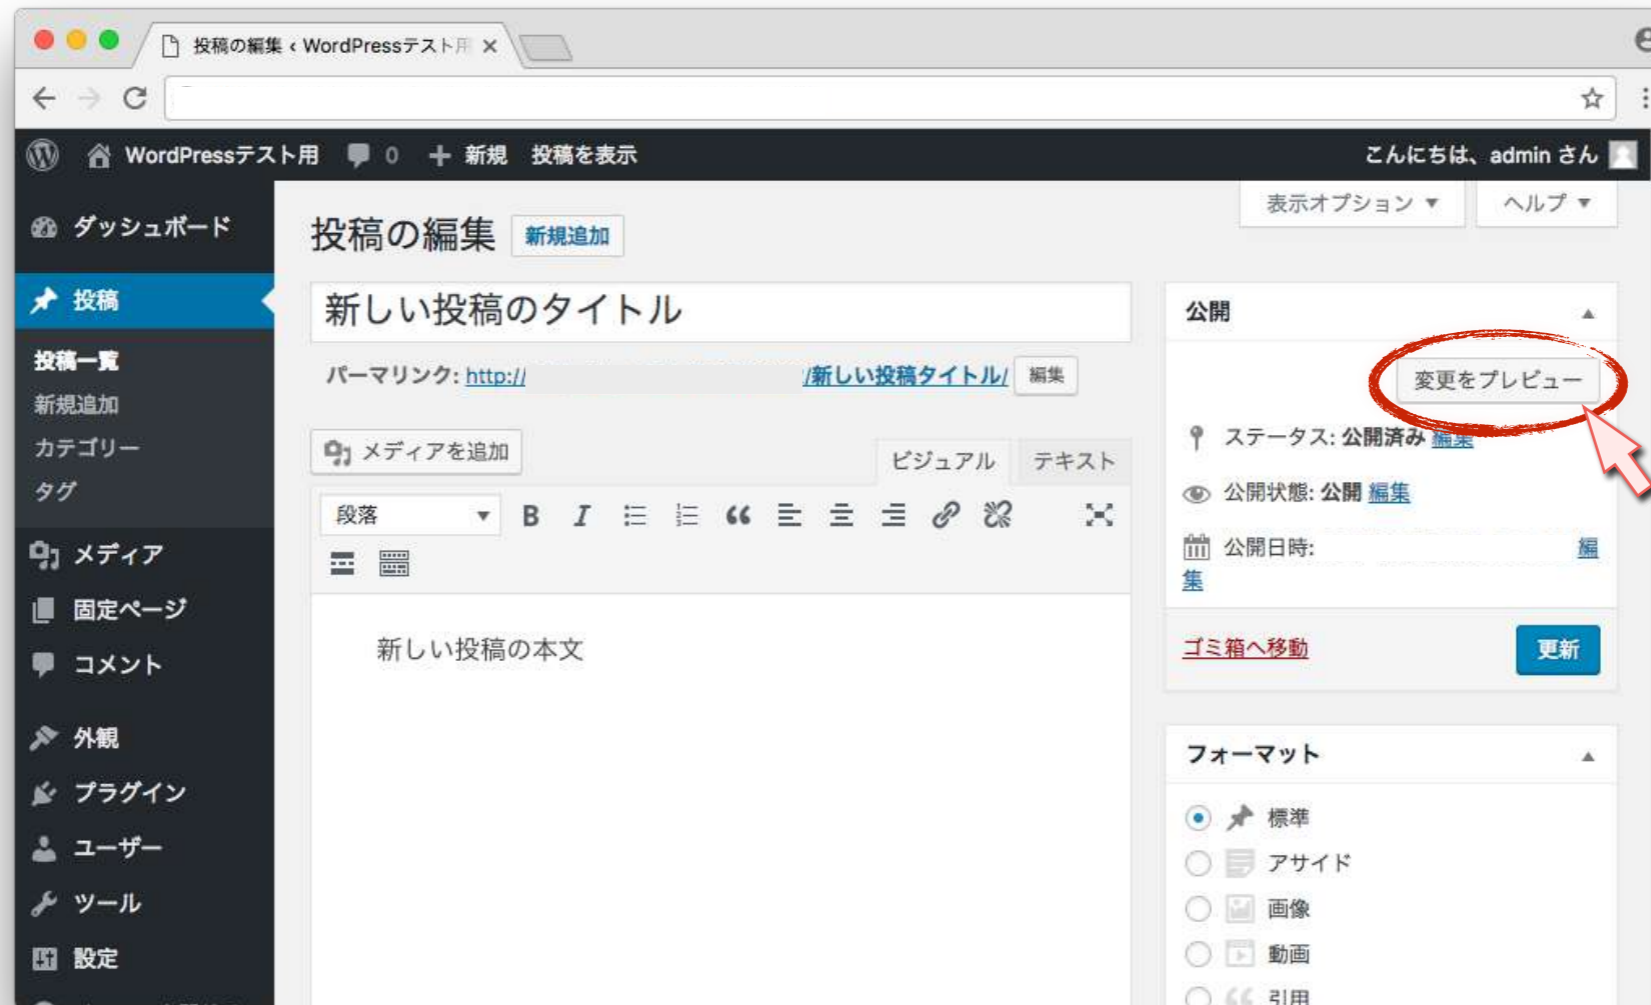 投稿の編集 ‹ WordPressテスト用
WordPressテスト用 0 新規 投稿を表示 こんにちは、admin さん
表示オプション ヘルプ
ダッシュボード
投稿
投稿一覧
新規追加
カテゴリー
タグ
メディア
固定ページ
コメント
外観
プラグイン
ユーザー
ツール
設定
投稿の編集 新規追加
新しい投稿のタイトル
パーマリンク: http:// /新しい投稿タイトル/ 編集
メディアを追加
ビジュアル テキスト
段落 B I
新しい投稿の本文
公開
変更をプレビュー
ステータス: 公開済み 編集
公開状態: 公開 編集
公開日時: 編
集
ゴミ箱へ移動 更新
フォーマット
標準
アサイド
画像
動画
引用